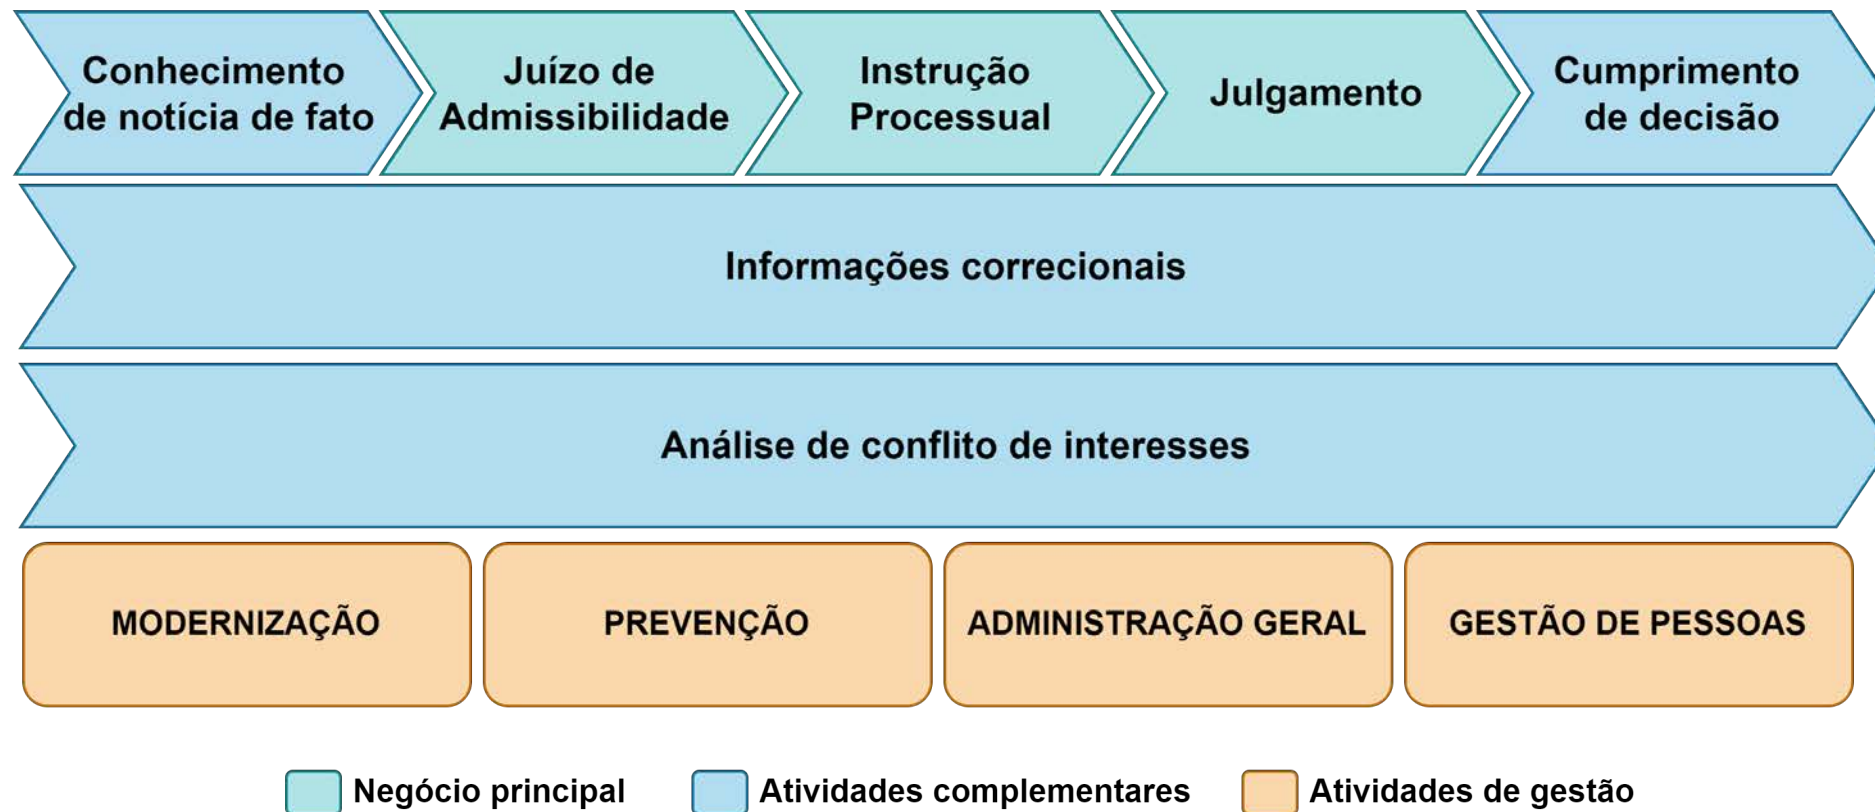 Conhecimento
de notícia de fato
Juízo de
Admissibilidade
Instrução
Processual
Julgamento
Cumprimento
de decisão
Informações correcionais
Análise de conflito de interesses
MODERNIZAÇÃO
PREVENÇÃO
ADMINISTRAÇÃO GERAL
GESTÃO DE PESSOAS
Negócio principal
Atividades complementares
Atividades de gestão